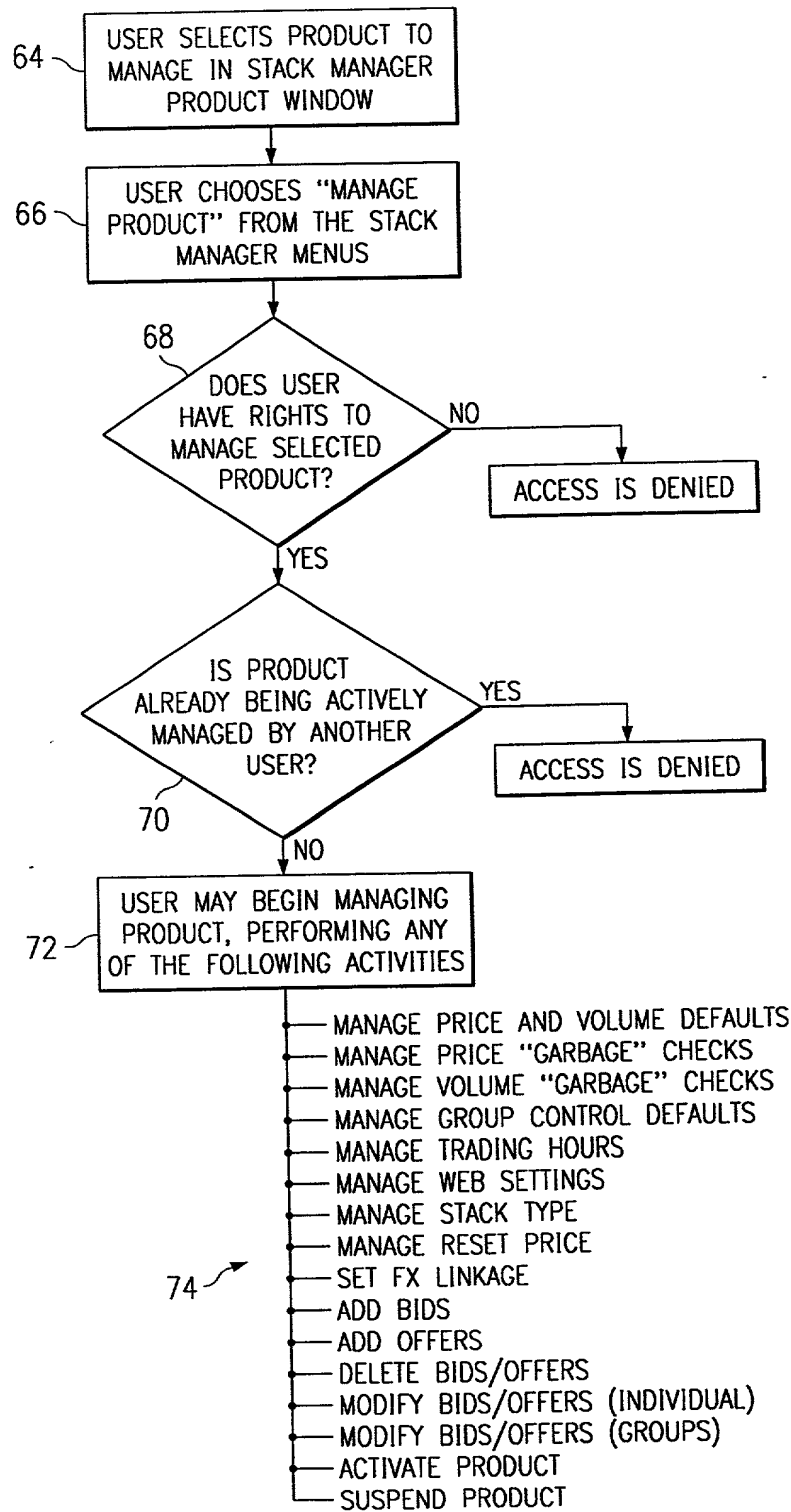 64
USER SELECTS PRODUCT TO
MANAGE IN STACK MANAGER
PRODUCT WINDOW
66
USER CHOOSES "MANAGE
PRODUCT" FROM THE STACK
MANAGER MENUS
68
DOES USER
HAVE RIGHTS TO
MANAGE SELECTED
PRODUCT?
NO
ACCESS IS DENIED
YES
IS PRODUCT
ALREADY BEING ACTIVELY
MANAGED BY ANOTHER
USER?
YES
ACCESS IS DENIED
70
NO
72
USER MAY BEGIN MANAGING
PRODUCT, PERFORMING ANY
OF THE FOLLOWING ACTIVITIES
MANAGE PRICE AND VOLUME DEFAULTS
MANAGE PRICE "GARBAGE" CHECKS
MANAGE VOLUME "GARBAGE" CHECKS
MANAGE GROUP CONTROL DEFAULTS
MANAGE TRADING HOURS
MANAGE WEB SETTINGS
MANAGE STACK TYPE
MANAGE RESET PRICE
74
SET FX LINKAGE
ADD BIDS
ADD OFFERS
DELETE BIDS/OFFERS
MODIFY BIDS/OFFERS (INDIVIDUAL)
MODIFY BIDS/OFFERS (GROUPS)
ACTIVATE PRODUCT
SUSPEND PRODUCT